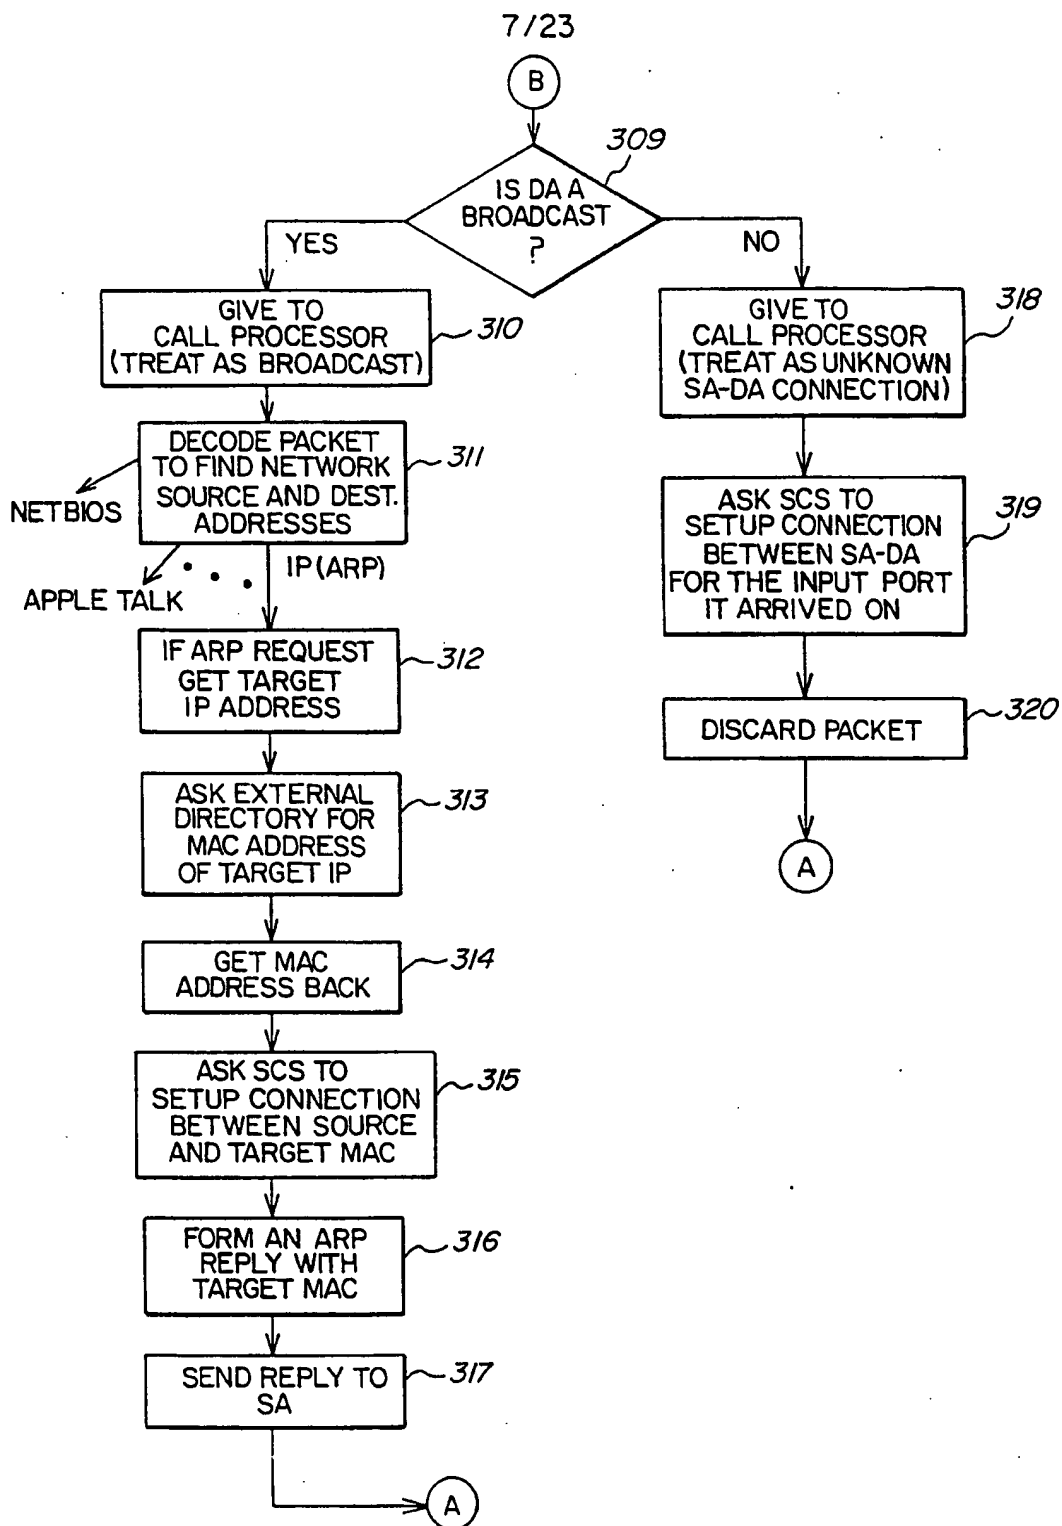 7/23
B
309
IS DA A
BROADCAST
?
YES
NO
GIVE TO
CALL PROCESSOR
(TREAT AS BROADCAST)
310
DECODE PACKET
TO FIND NETWORK
SOURCE AND DEST.
ADDRESSES
311
NETBIOS
APPLE TALK
IP (ARP)
IF ARP REQUEST
GET TARGET
IP ADDRESS
312
ASK EXTERNAL
DIRECTORY FOR
MAC ADDRESS
OF TARGET IP
313
GET MAC
ADDRESS BACK
314
ASK SCS TO
SETUP CONNECTION
BETWEEN SOURCE
AND TARGET MAC
315
FORM AN ARP
REPLY WITH
TARGET MAC
316
SEND REPLY TO
SA
317
A
GIVE TO
CALL PROCESSOR
(TREAT AS UNKNOWN
SA-DA CONNECTION)
318
ASK SCS TO
SETUP CONNECTION
BETWEEN SA-DA
FOR THE INPUT PORT
IT ARRIVED ON
319
DISCARD PACKET
320
A